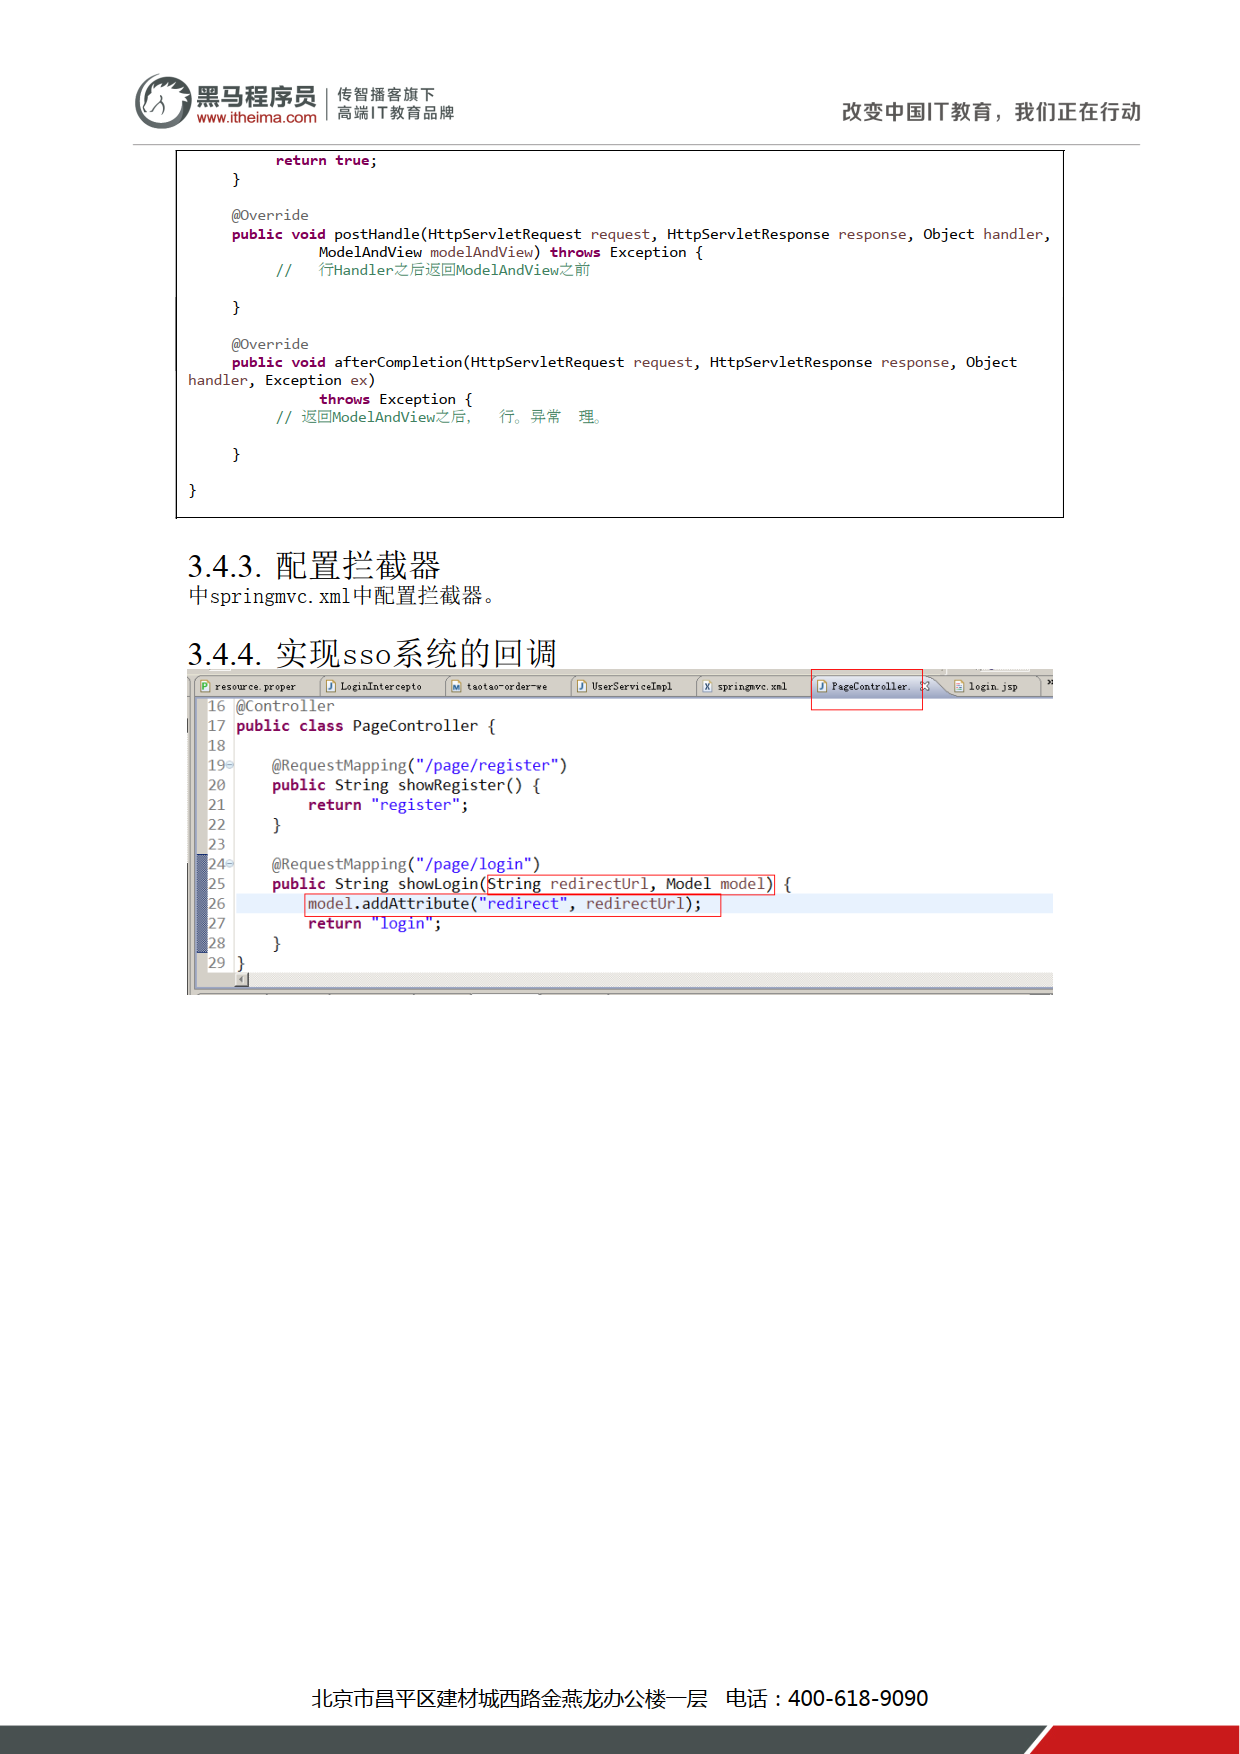 黑马程序员 传智播客旗下
www.itheima.com 高端IT教育品牌
改变中国IT教育，我们正在行动
return true;
}
@Override
public void postHandle(HttpServletRequest request, HttpServletResponse response, Object handler,
ModelAndView modelAndView) throws Exception {
// 行Handler之后返回ModelAndView之前
}
@Override
public void afterCompletion(HttpServletRequest request, HttpServletResponse response, Object
handler, Exception ex)
throws Exception {
// 返回ModelAndView之后， 行。异常 理。
}
}
3.4.3. 配置拦截器
中springmvc.xml中配置拦截器。
3.4.4. 实现sso系统的回调
resource.proper LoginIntercepto taotao-order-we UserServiceImpl springmvc.xml PageController. login.jsp
16 @Controller
17 public class PageController {
18
19 @RequestMapping("/page/register")
20 public String showRegister() {
21 return "register";
22 }
23
24 @RequestMapping("/page/login")
25 public String showLogin(String redirectUrl, Model model) {
26 model.addAttribute("redirect", redirectUrl);
27 return "login";
28 }
29 }
北京市昌平区建材城西路金燕龙办公楼一层 电话：400-618-9090